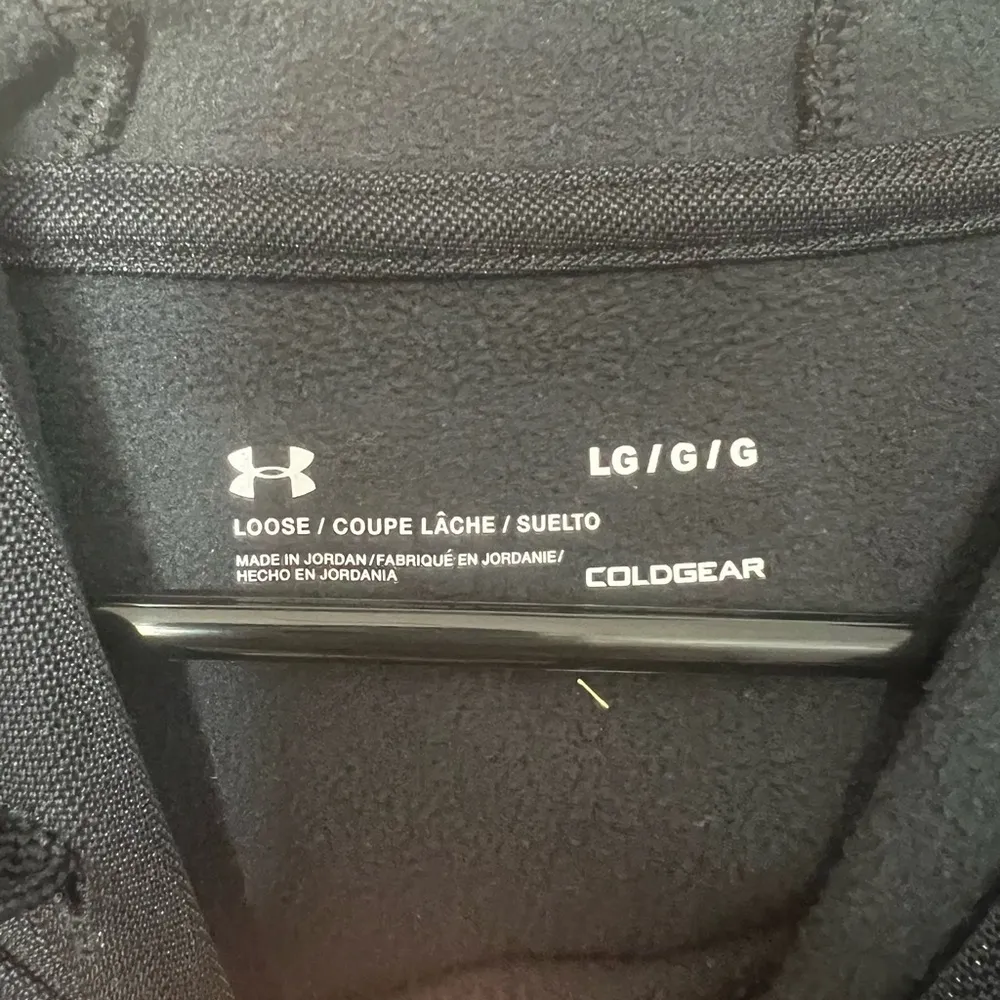 LG / G / G
LOOSE / COUPE LÂCHE / SUELTO
MADE IN JORDAN / FABRIQUÉ EN JORDANIE /
HECHO EN JORDANIA
COLDGEAR